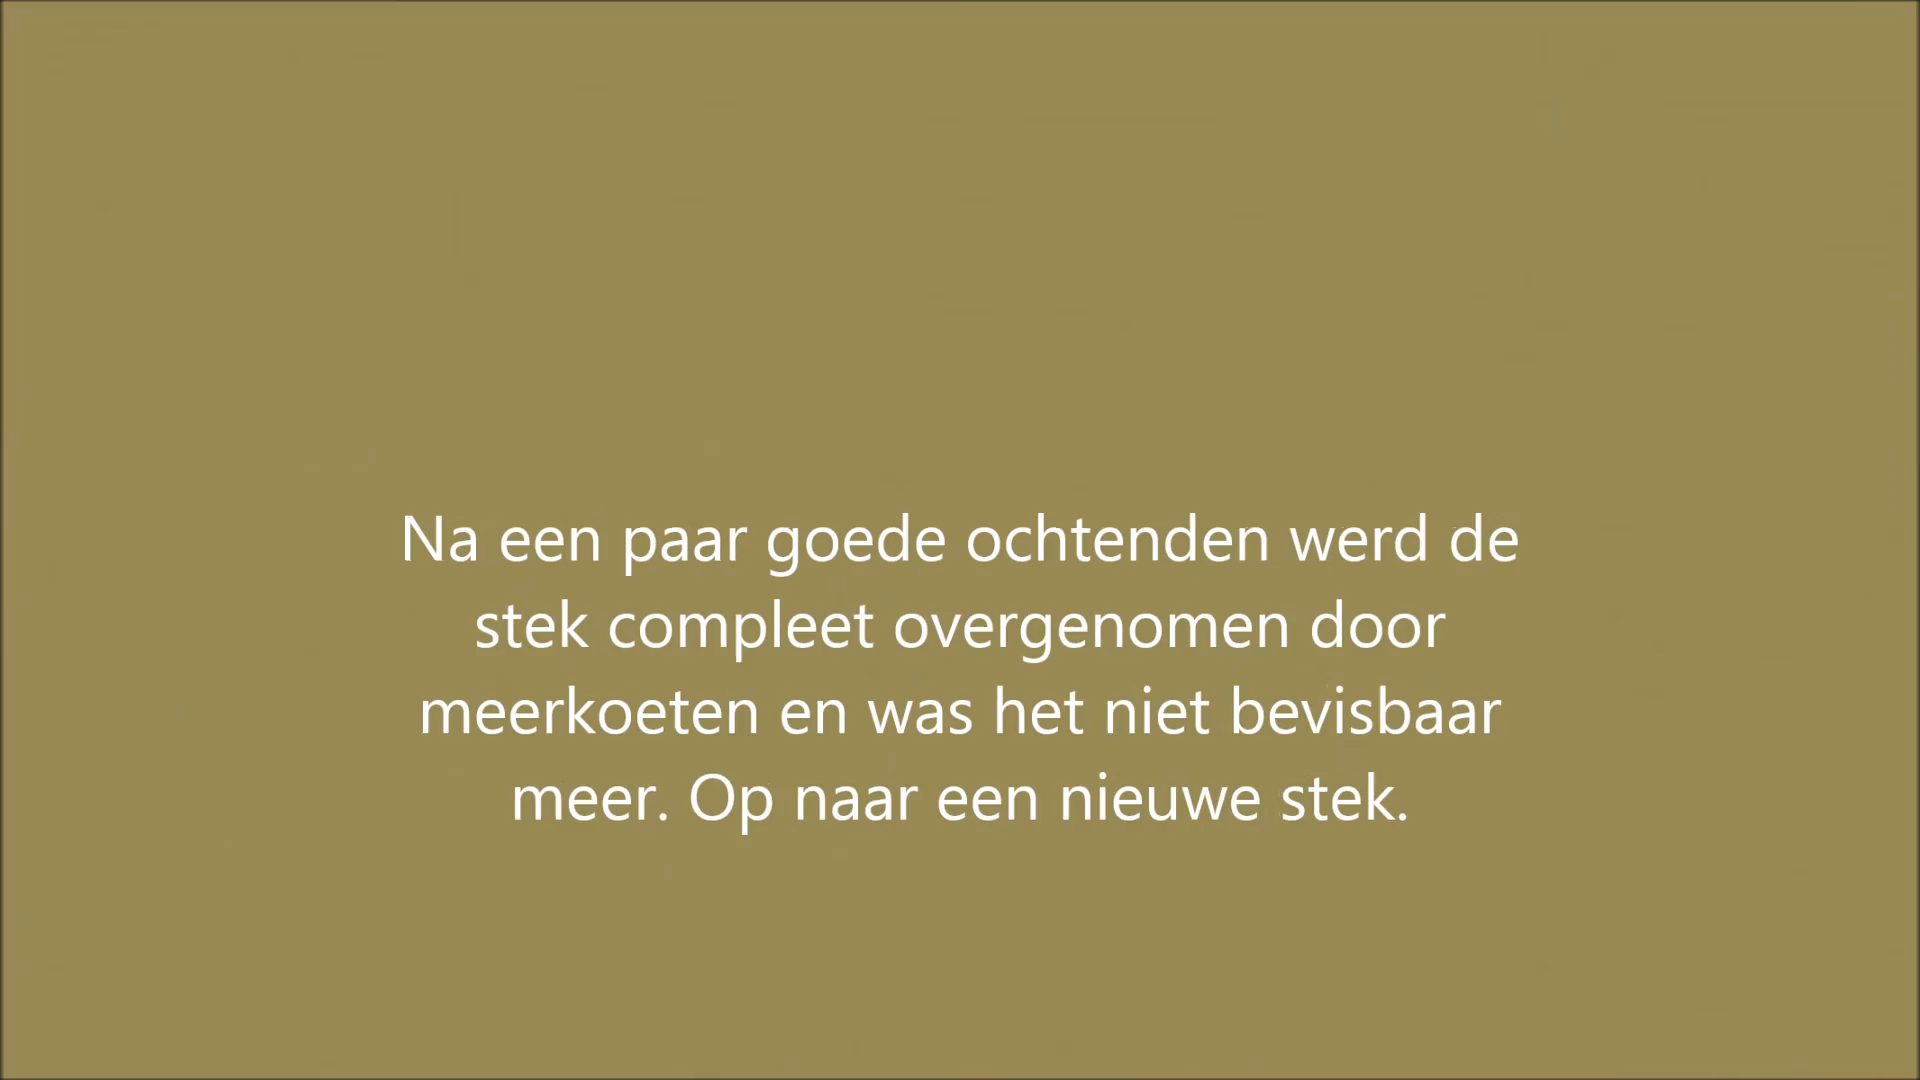 Na een paar goede ochtenden werd de
stek compleet overgenomen door
meerkoeten en was het niet bevisbaar
meer. Op naar een nieuwe stek.